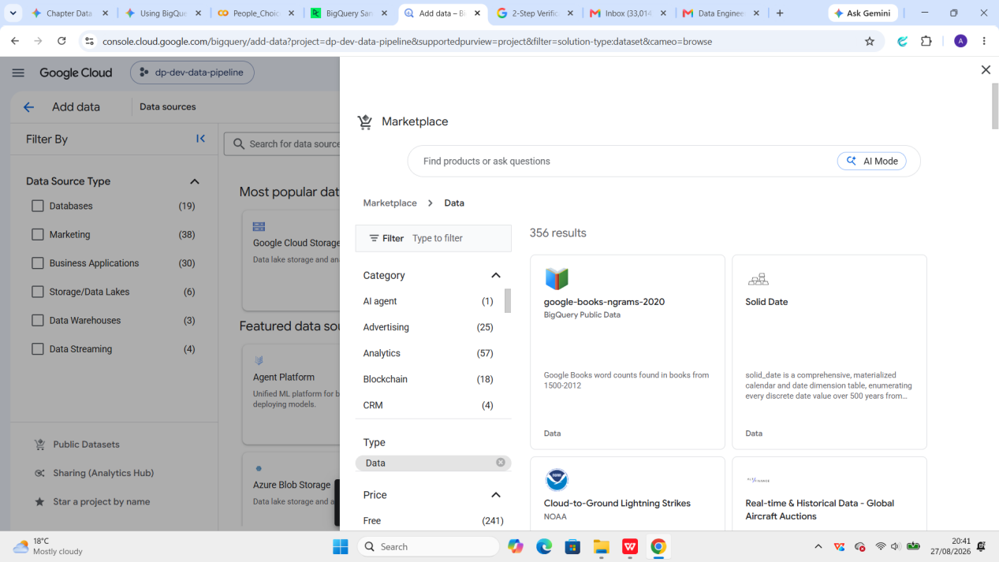 Chapter Data
Using BigQue
People_Choi
BigQuery San
Add data – Bi
2-Step Verific
Inbox (33,014
Data Enginee
Ask Gemini
console.cloud.google.com/bigquery/add-data?project=dp-dev-data-pipeline&supportedpurview=project&filter=solution-type:dataset&cameo=browse
A
Google Cloud
dp-dev-data-pipeline
Add data
Data sources
Filter By
Search for data source
Data Source Type
Databases (19)
Marketing (38)
Business Applications (30)
Storage/Data Lakes (6)
Data Warehouses (3)
Data Streaming (4)
Public Datasets
Sharing (Analytics Hub)
Star a project by name
Most popular dat
Google Cloud Storage
Data lake storage and ana
Featured data sou
Agent Platform
Unified ML platform for b
deploying models.
Azure Blob Storage
Data lake storage and a
Marketplace
Find products or ask questions
AI Mode
Marketplace > Data
Filter Type to filter
Category
AI agent (1)
Advertising (25)
Analytics (57)
Blockchain (18)
CRM (4)
Type
Data
Price
Free (241)
356 results
google-books-ngrams-2020
BigQuery Public Data
Google Books word counts found in books from
1500-2012
Data
Solid Date
solid_date is a comprehensive, materialized
calendar and date dimension table, enumerating
every discrete date value over 500 years from...
Data
Cloud-to-Ground Lightning Strikes
NOAA
Real-time & Historical Data - Global
Aircraft Auctions
18°C
Mostly cloudy
Search
20:41
27/08/2026